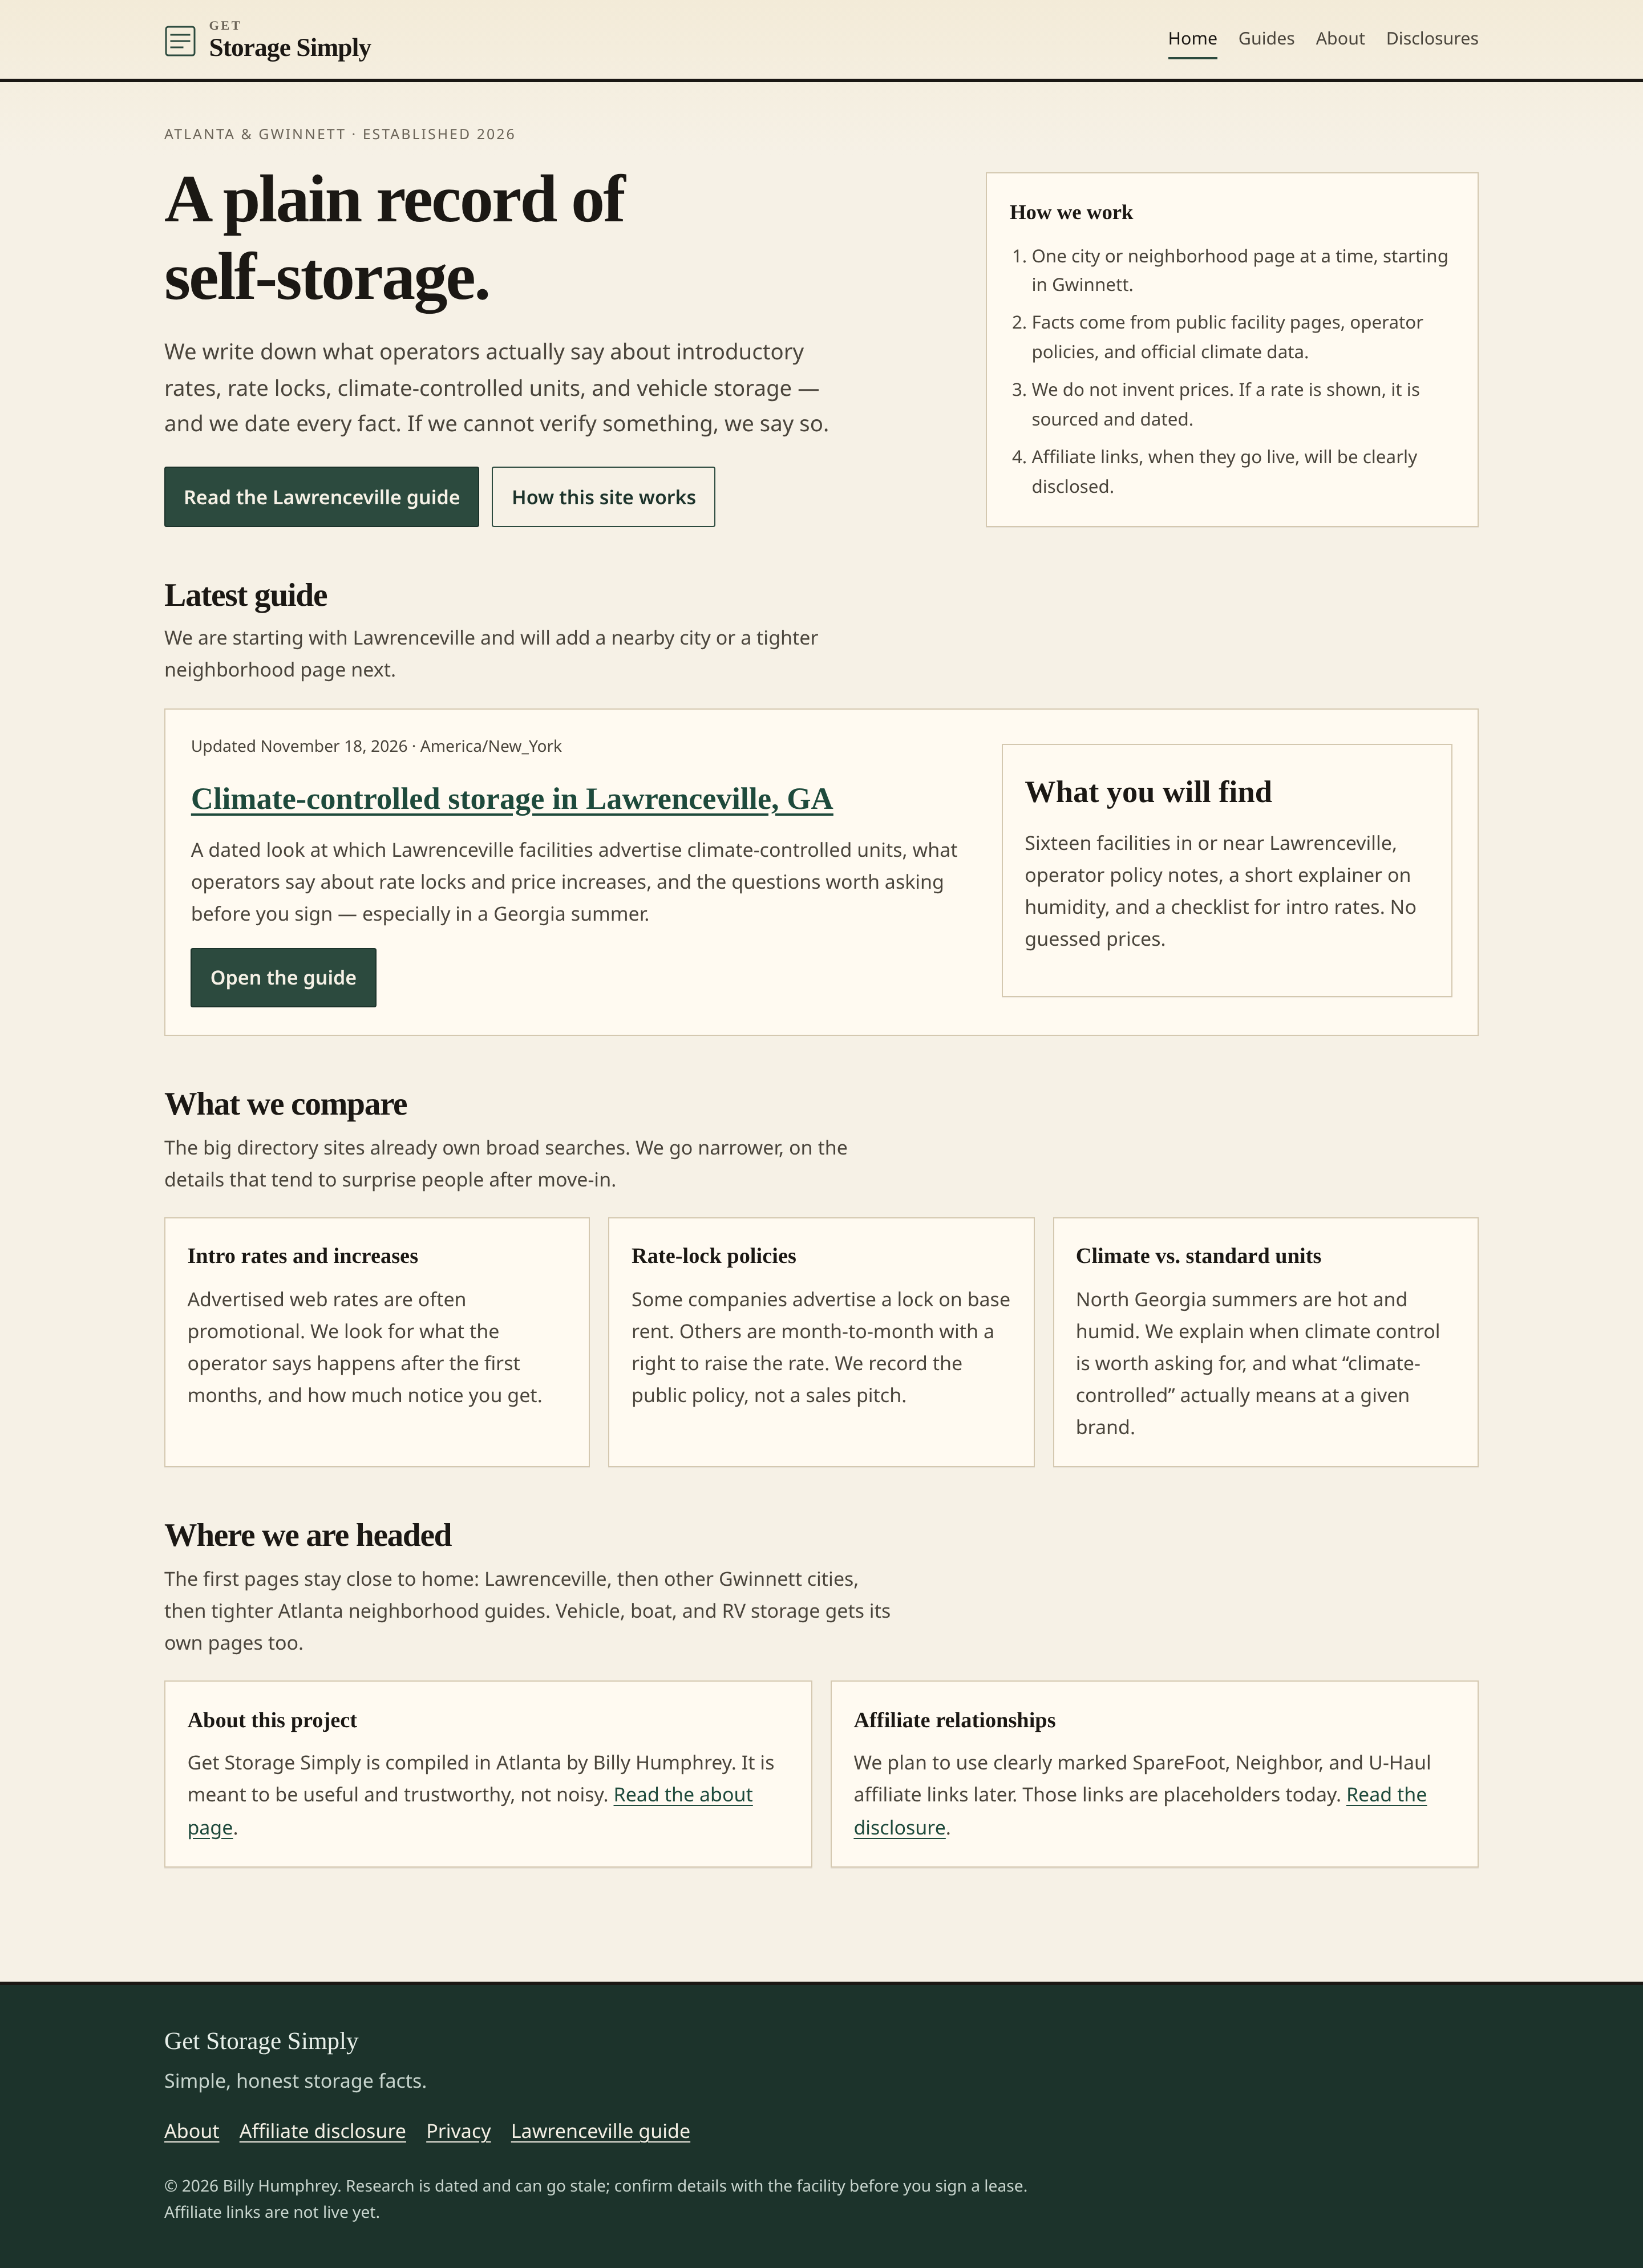 GET
Storage Simply
Home Guides About Disclosures
ATLANTA & GWINNETT · ESTABLISHED 2026
A plain record of
self-storage.
We write down what operators actually say about introductory
rates, rate locks, climate-controlled units, and vehicle storage —
and we date every fact. If we cannot verify something, we say so.
Read the Lawrenceville guide
How this site works
How we work
1. One city or neighborhood page at a time, starting
in Gwinnett.
2. Facts come from public facility pages, operator
policies, and official climate data.
3. We do not invent prices. If a rate is shown, it is
sourced and dated.
4. Affiliate links, when they go live, will be clearly
disclosed.
Latest guide
We are starting with Lawrenceville and will add a nearby city or a tighter
neighborhood page next.
Updated November 18, 2026 · America/New_York
Climate-controlled storage in Lawrenceville, GA
A dated look at which Lawrenceville facilities advertise climate-controlled units, what
operators say about rate locks and price increases, and the questions worth asking
before you sign — especially in a Georgia summer.
Open the guide
What you will find
Sixteen facilities in or near Lawrenceville,
operator policy notes, a short explainer on
humidity, and a checklist for intro rates. No
guessed prices.
What we compare
The big directory sites already own broad searches. We go narrower, on the
details that tend to surprise people after move-in.
Intro rates and increases
Advertised web rates are often
promotional. We look for what the
operator says happens after the first
months, and how much notice you get.
Rate-lock policies
Some companies advertise a lock on base
rent. Others are month-to-month with a
right to raise the rate. We record the
public policy, not a sales pitch.
Climate vs. standard units
North Georgia summers are hot and
humid. We explain when climate control
is worth asking for, and what “climate-
controlled” actually means at a given
brand.
Where we are headed
The first pages stay close to home: Lawrenceville, then other Gwinnett cities,
then tighter Atlanta neighborhood guides. Vehicle, boat, and RV storage gets its
own pages too.
About this project
Get Storage Simply is compiled in Atlanta by Billy Humphrey. It is
meant to be useful and trustworthy, not noisy. Read the about
page.
Affiliate relationships
We plan to use clearly marked SpareFoot, Neighbor, and U-Haul
affiliate links later. Those links are placeholders today. Read the
disclosure.
Get Storage Simply
Simple, honest storage facts.
About Affiliate disclosure Privacy Lawrenceville guide
© 2026 Billy Humphrey. Research is dated and can go stale; confirm details with the facility before you sign a lease.
Affiliate links are not live yet.